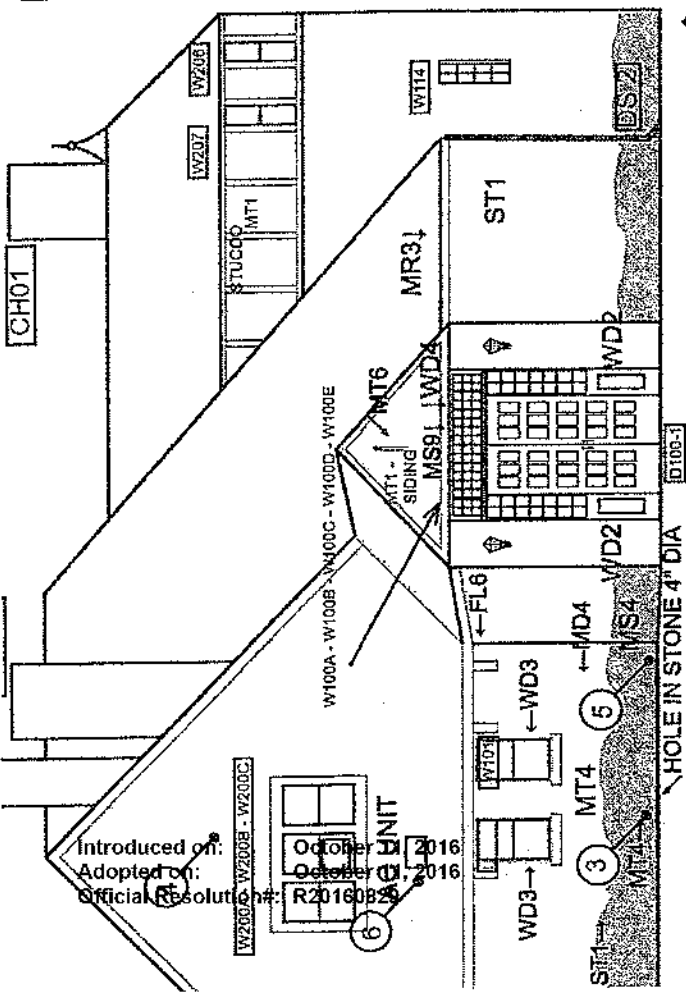 CH01
W206
W207
W114
STUCCO
MT1
DS 2
MR3
ST1
W100A - W100B - W100C - W100D - W100E
MT6
MT1 -
SIDING
MS9
WD4
WD2
WD2
D100-1
FL6
MD4
MS4
HOLE IN STONE 4" DIA
5
W101
WD3
W200A - W200B - W200C
UNIT
MT4
WD3
3
MT4
ST1
6
Introduced on: October 11, 2016
Adopted on: October 11, 2016
Official Resolution#: R20160829